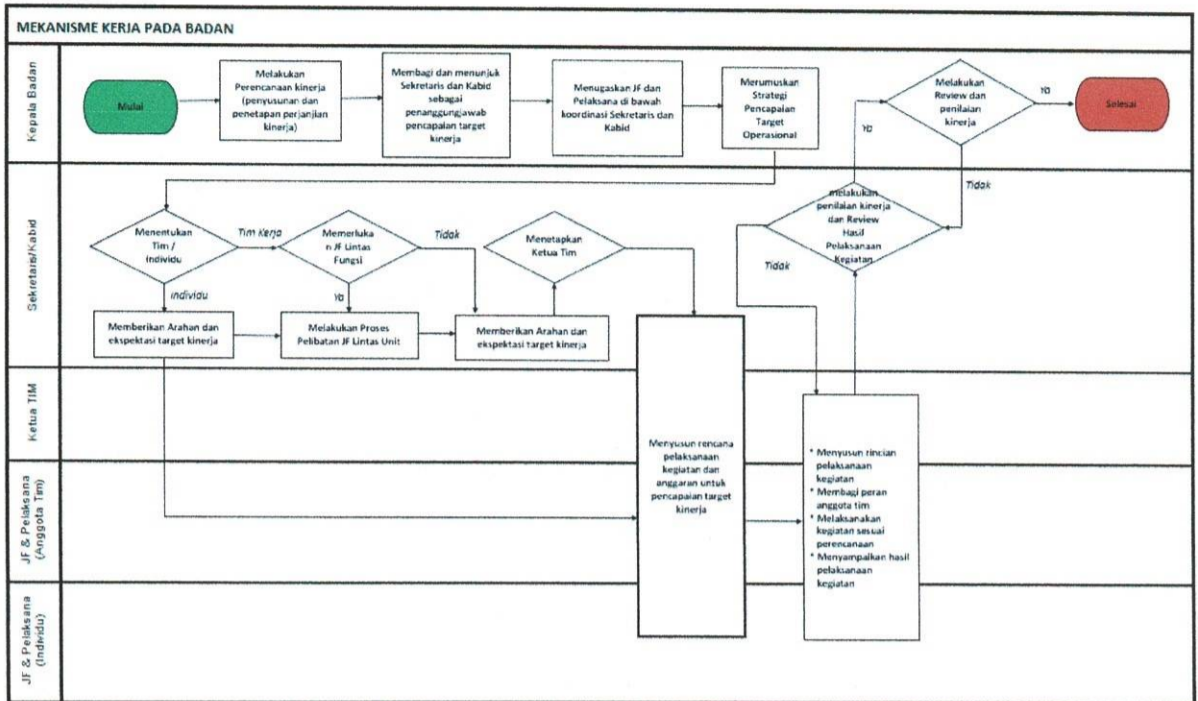 MEKANISME KERJA PADA BADAN
Kepala Badan
Mulai
Melakukan
Perencanaan kinerja
(penyusunan dan
penetapan perjanjian
kinerja)
Membagi dan menunjuk
Sekretaris dan Kabid
sebagai
penanggungjawab
pencapaian target
kinerja
Menugaskan JF dan
Pelaksana di bawah
koordinasi Sekretaris dan
Kabid
Merumuskan
Strategi
Pencapaian
Target
Operasional
Melakukan
Review dan
penilaian
kinerja
Ya
Selesai
Ya
Tidak
Sekretaris/Kabid
Menentukan
Tim /
Individu
Tim Kerja
Memerluka
n JF Lintas
Fungsi
Tidak
Menetapkan
Ketua Tim
melakukan
penilaian kinerja
dan Review
Hasil
Pelaksanaan
Kegiatan
Tidak
Individu
Ya
Memberikan Arahan dan
ekspektasi target kinerja
Melakukan Proses
Pelibatan JF Lintas Unit
Memberikan Arahan dan
ekspektasi target kinerja
Ketua TIM
Menyusun rencana
pelaksanaan
kegiatan dan
anggaran untuk
pencapaian target
kinerja
* Menyusun rincian
pelaksanaan
kegiatan
* Membagi peran
anggota tim
* Melaksanakan
kegiatan sesuai
perencanaan
* Menyampaikan hasil
pelaksanaan
kegiatan
JF & Pelaksana
(Anggota Tim)
JF & Pelaksana
(Individu)